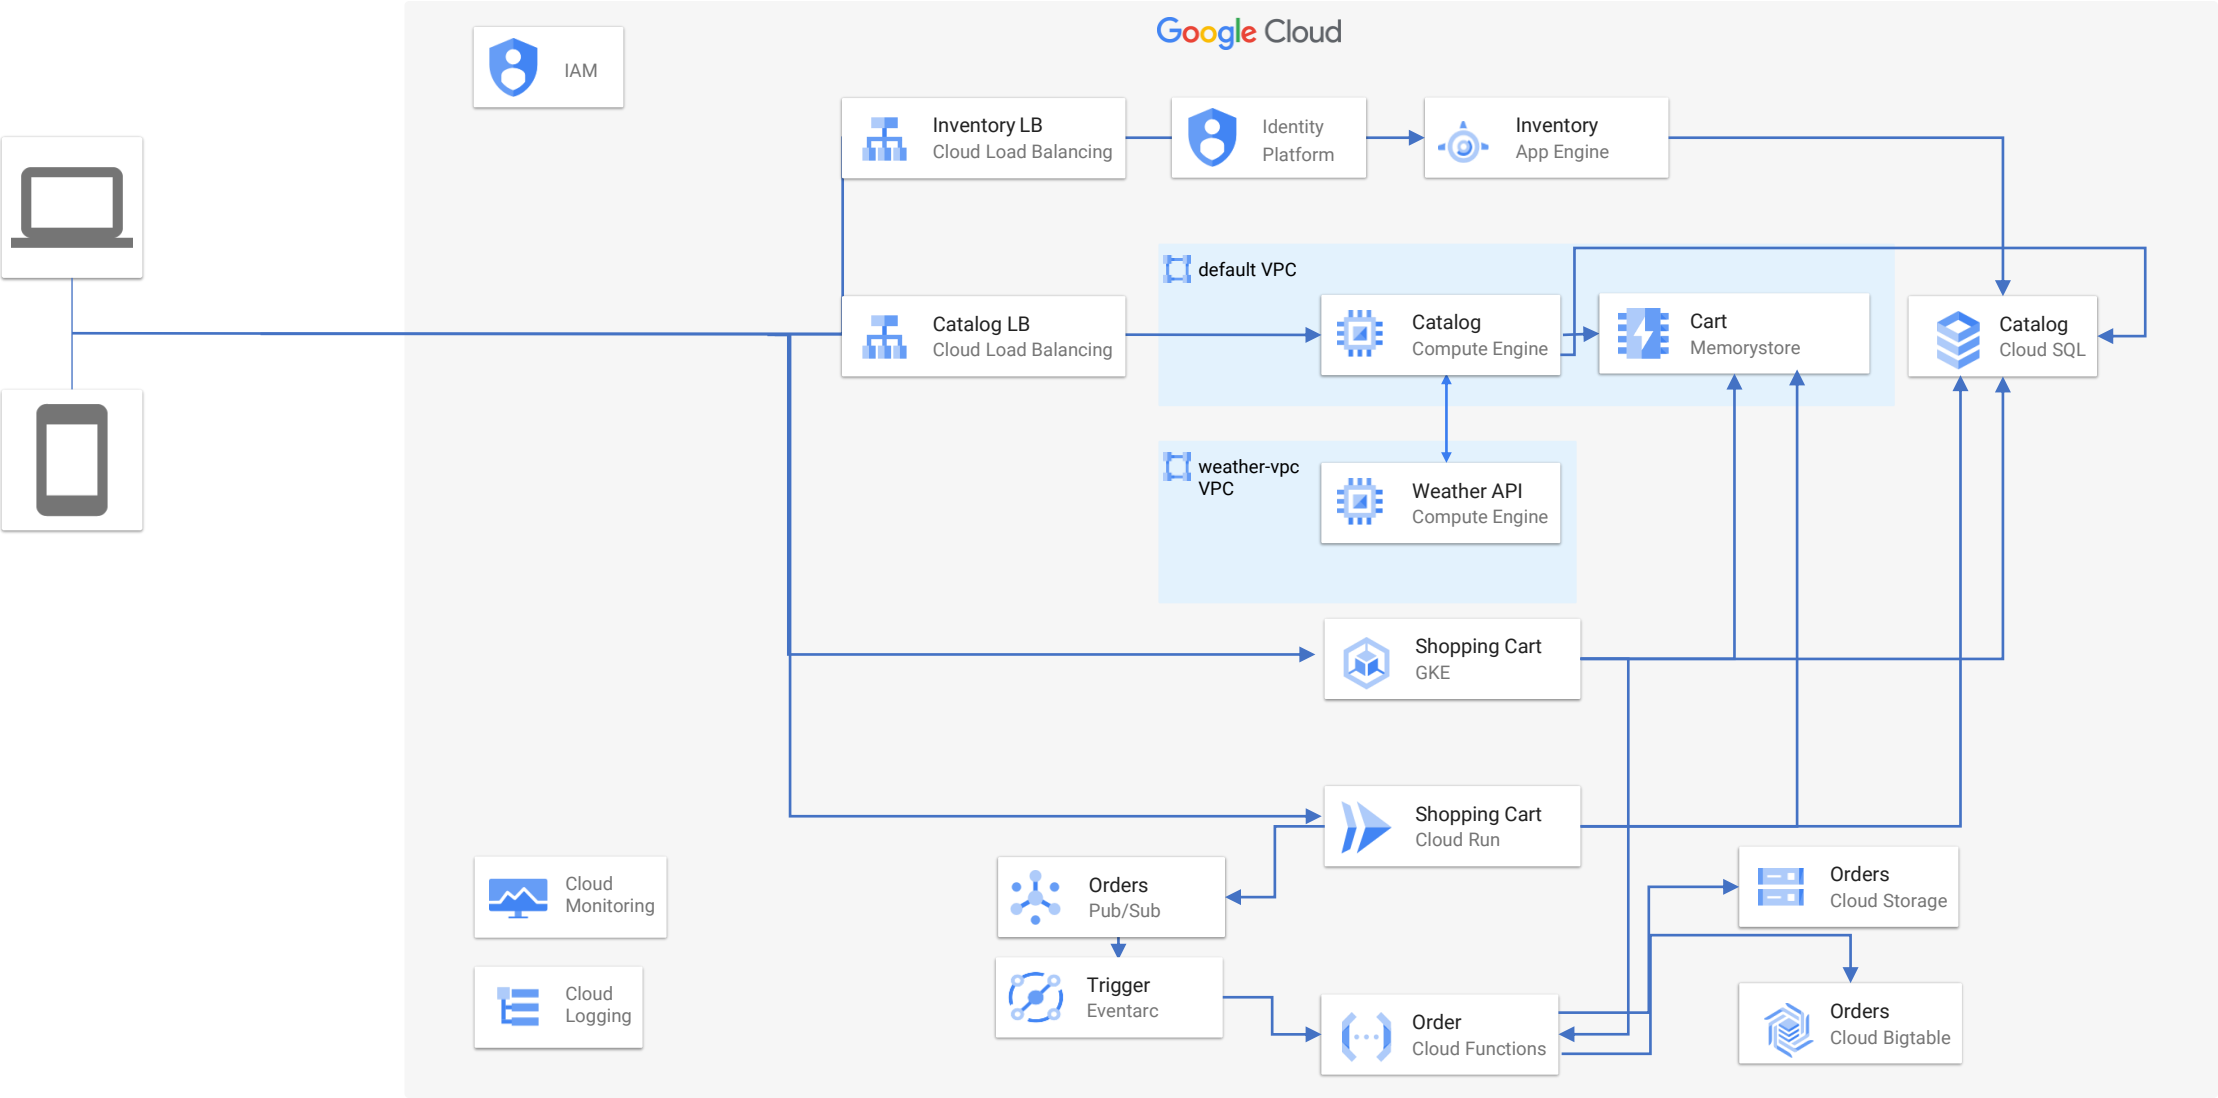 Google Cloud
IAM
Inventory LB
Cloud Load Balancing
Identity
Platform
Inventory
App Engine
default VPC
Catalog LB
Cloud Load Balancing
Catalog
Compute Engine
Cart
Memorystore
Catalog
Cloud SQL
weather-vpc
VPC
Weather API
Compute Engine
Shopping Cart
GKE
Shopping Cart
Cloud Run
Cloud
Monitoring
Orders
Pub/Sub
Orders
Cloud Storage
Cloud
Logging
Trigger
Eventarc
Order
Cloud Functions
Orders
Cloud Bigtable